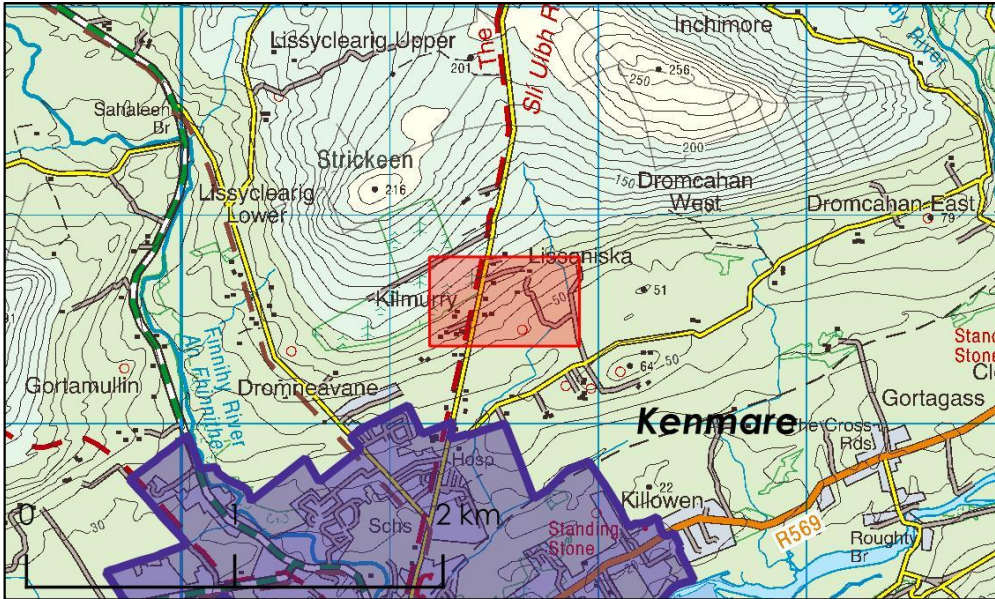 Inchimore
Lissyclearig Upper
The
Slí Uíbh R
River
201
250
256
200
150
Sahaleen
Br
Strickeen
216
Lissyclearig
Lower
Dromcahan
West
Dromcahan East
79
Lissaniska
50
51
Kilmurry
Finnihy River
Gortamullin
Dromneavane
64
50
Standing
Stone
Gortagass
Kenmare
Cross
Rds
Hosp
Killowen
22
R569
Schs
Standing
Stone
Roughty
Br
30
0
1
2 km